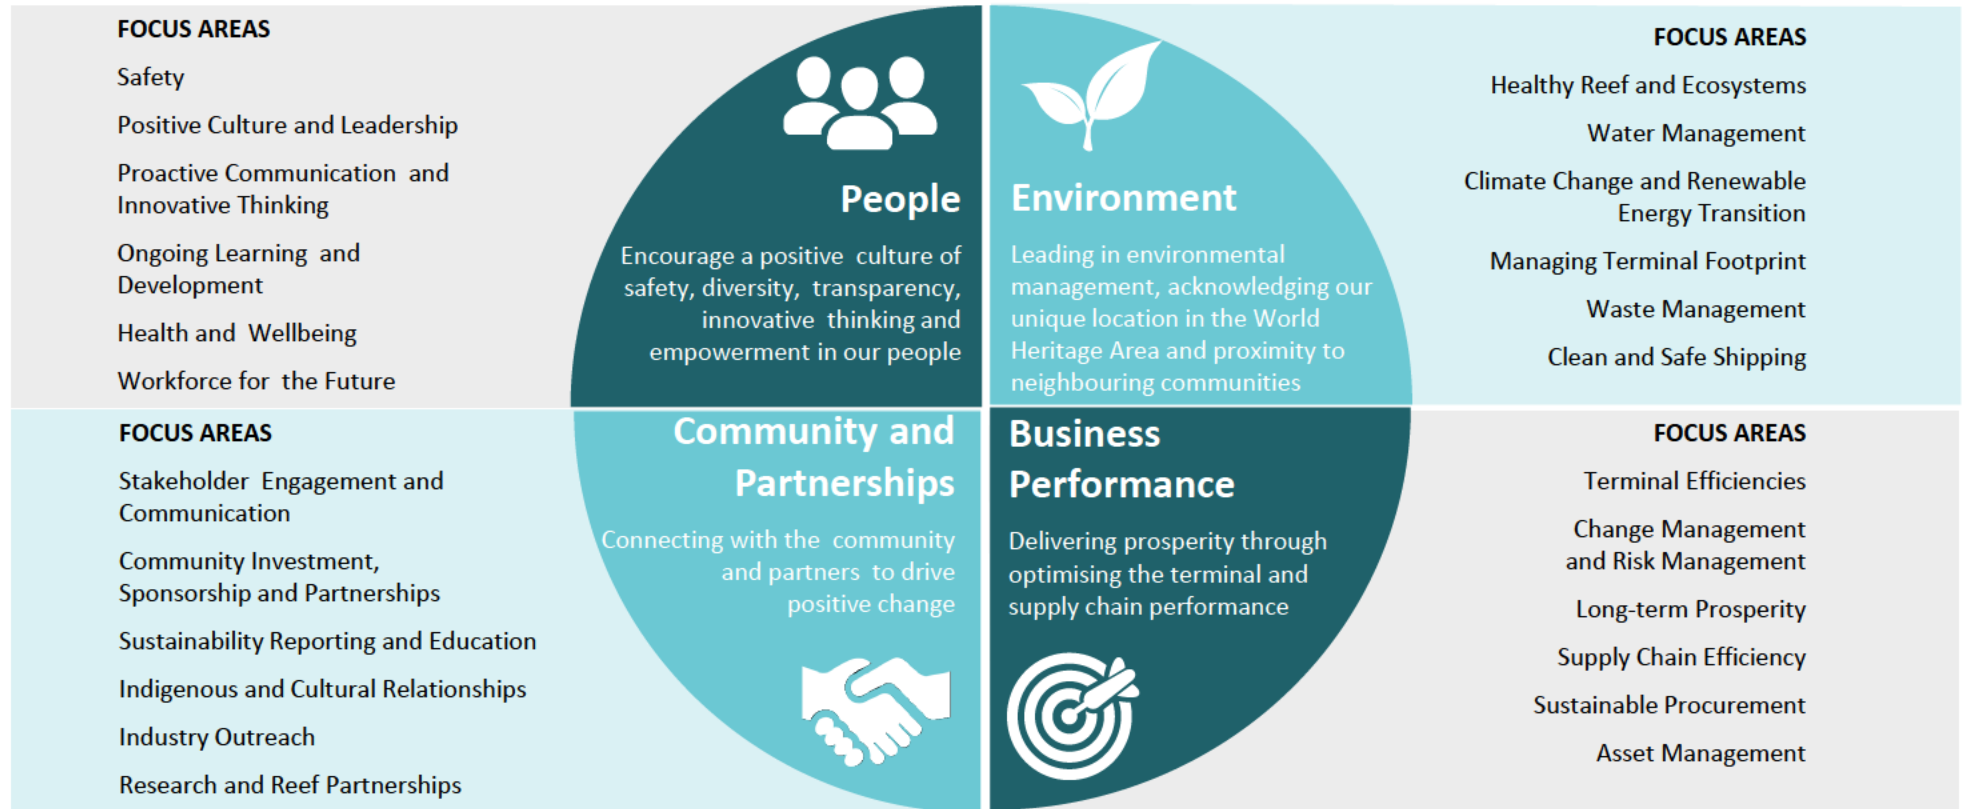 FOCUS AREAS
Safety
Positive Culture and Leadership
Proactive Communication and
Innovative Thinking
Ongoing Learning and
Development
Health and Wellbeing
Workforce for the Future
People
Encourage a positive culture of
safety, diversity, transparency,
innovative thinking and
empowerment in our people
Environment
Leading in environmental
management, acknowledging our
unique location in the World
Heritage Area and proximity to
neighbouring communities
FOCUS AREAS
Healthy Reef and Ecosystems
Water Management
Climate Change and Renewable
Energy Transition
Managing Terminal Footprint
Waste Management
Clean and Safe Shipping
FOCUS AREAS
Stakeholder Engagement and
Communication
Community Investment,
Sponsorship and Partnerships
Sustainability Reporting and Education
Indigenous and Cultural Relationships
Industry Outreach
Research and Reef Partnerships
Community and
Partnerships
Connecting with the community
and partners to drive
positive change
Business
Performance
Delivering prosperity through
optimising the terminal and
supply chain performance
FOCUS AREAS
Terminal Efficiencies
Change Management
and Risk Management
Long-term Prosperity
Supply Chain Efficiency
Sustainable Procurement
Asset Management